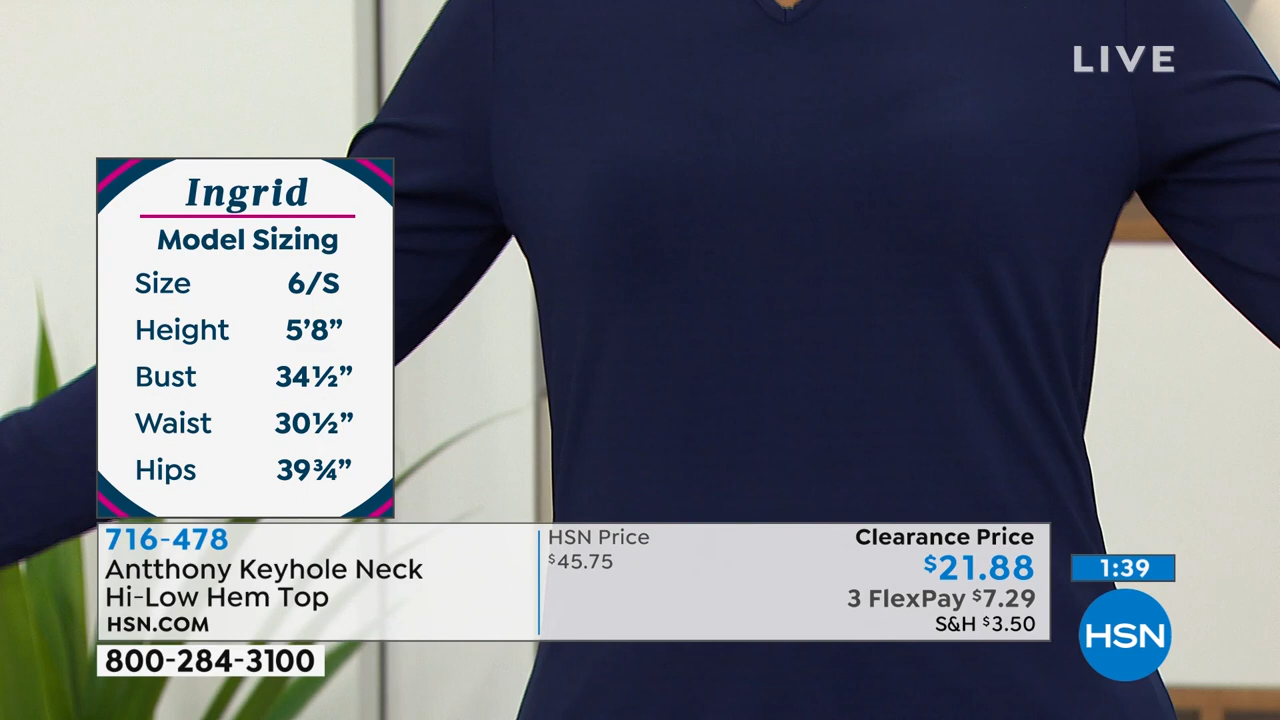 LIVE
Ingrid
Model Sizing
Size 6/S
Height 5’8”
Bust 34½”
Waist 30½”
Hips 39¾”
716-478
Antthony Keyhole Neck
Hi-Low Hem Top
HSN.COM
HSN Price
$45.75
Clearance Price
$21.88
3 FlexPay $7.29
S&H $3.50
1:39
HSN
800-284-3100